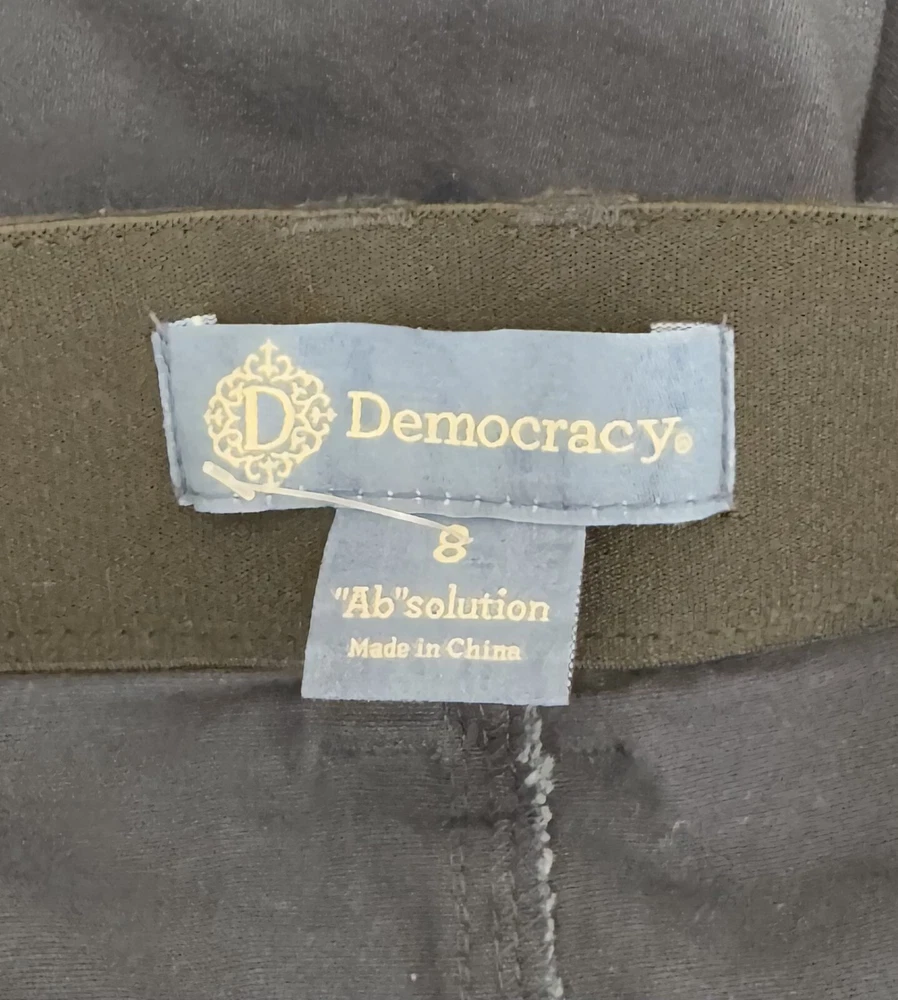 D Democracy®
8
"Ab"solution
Made in China